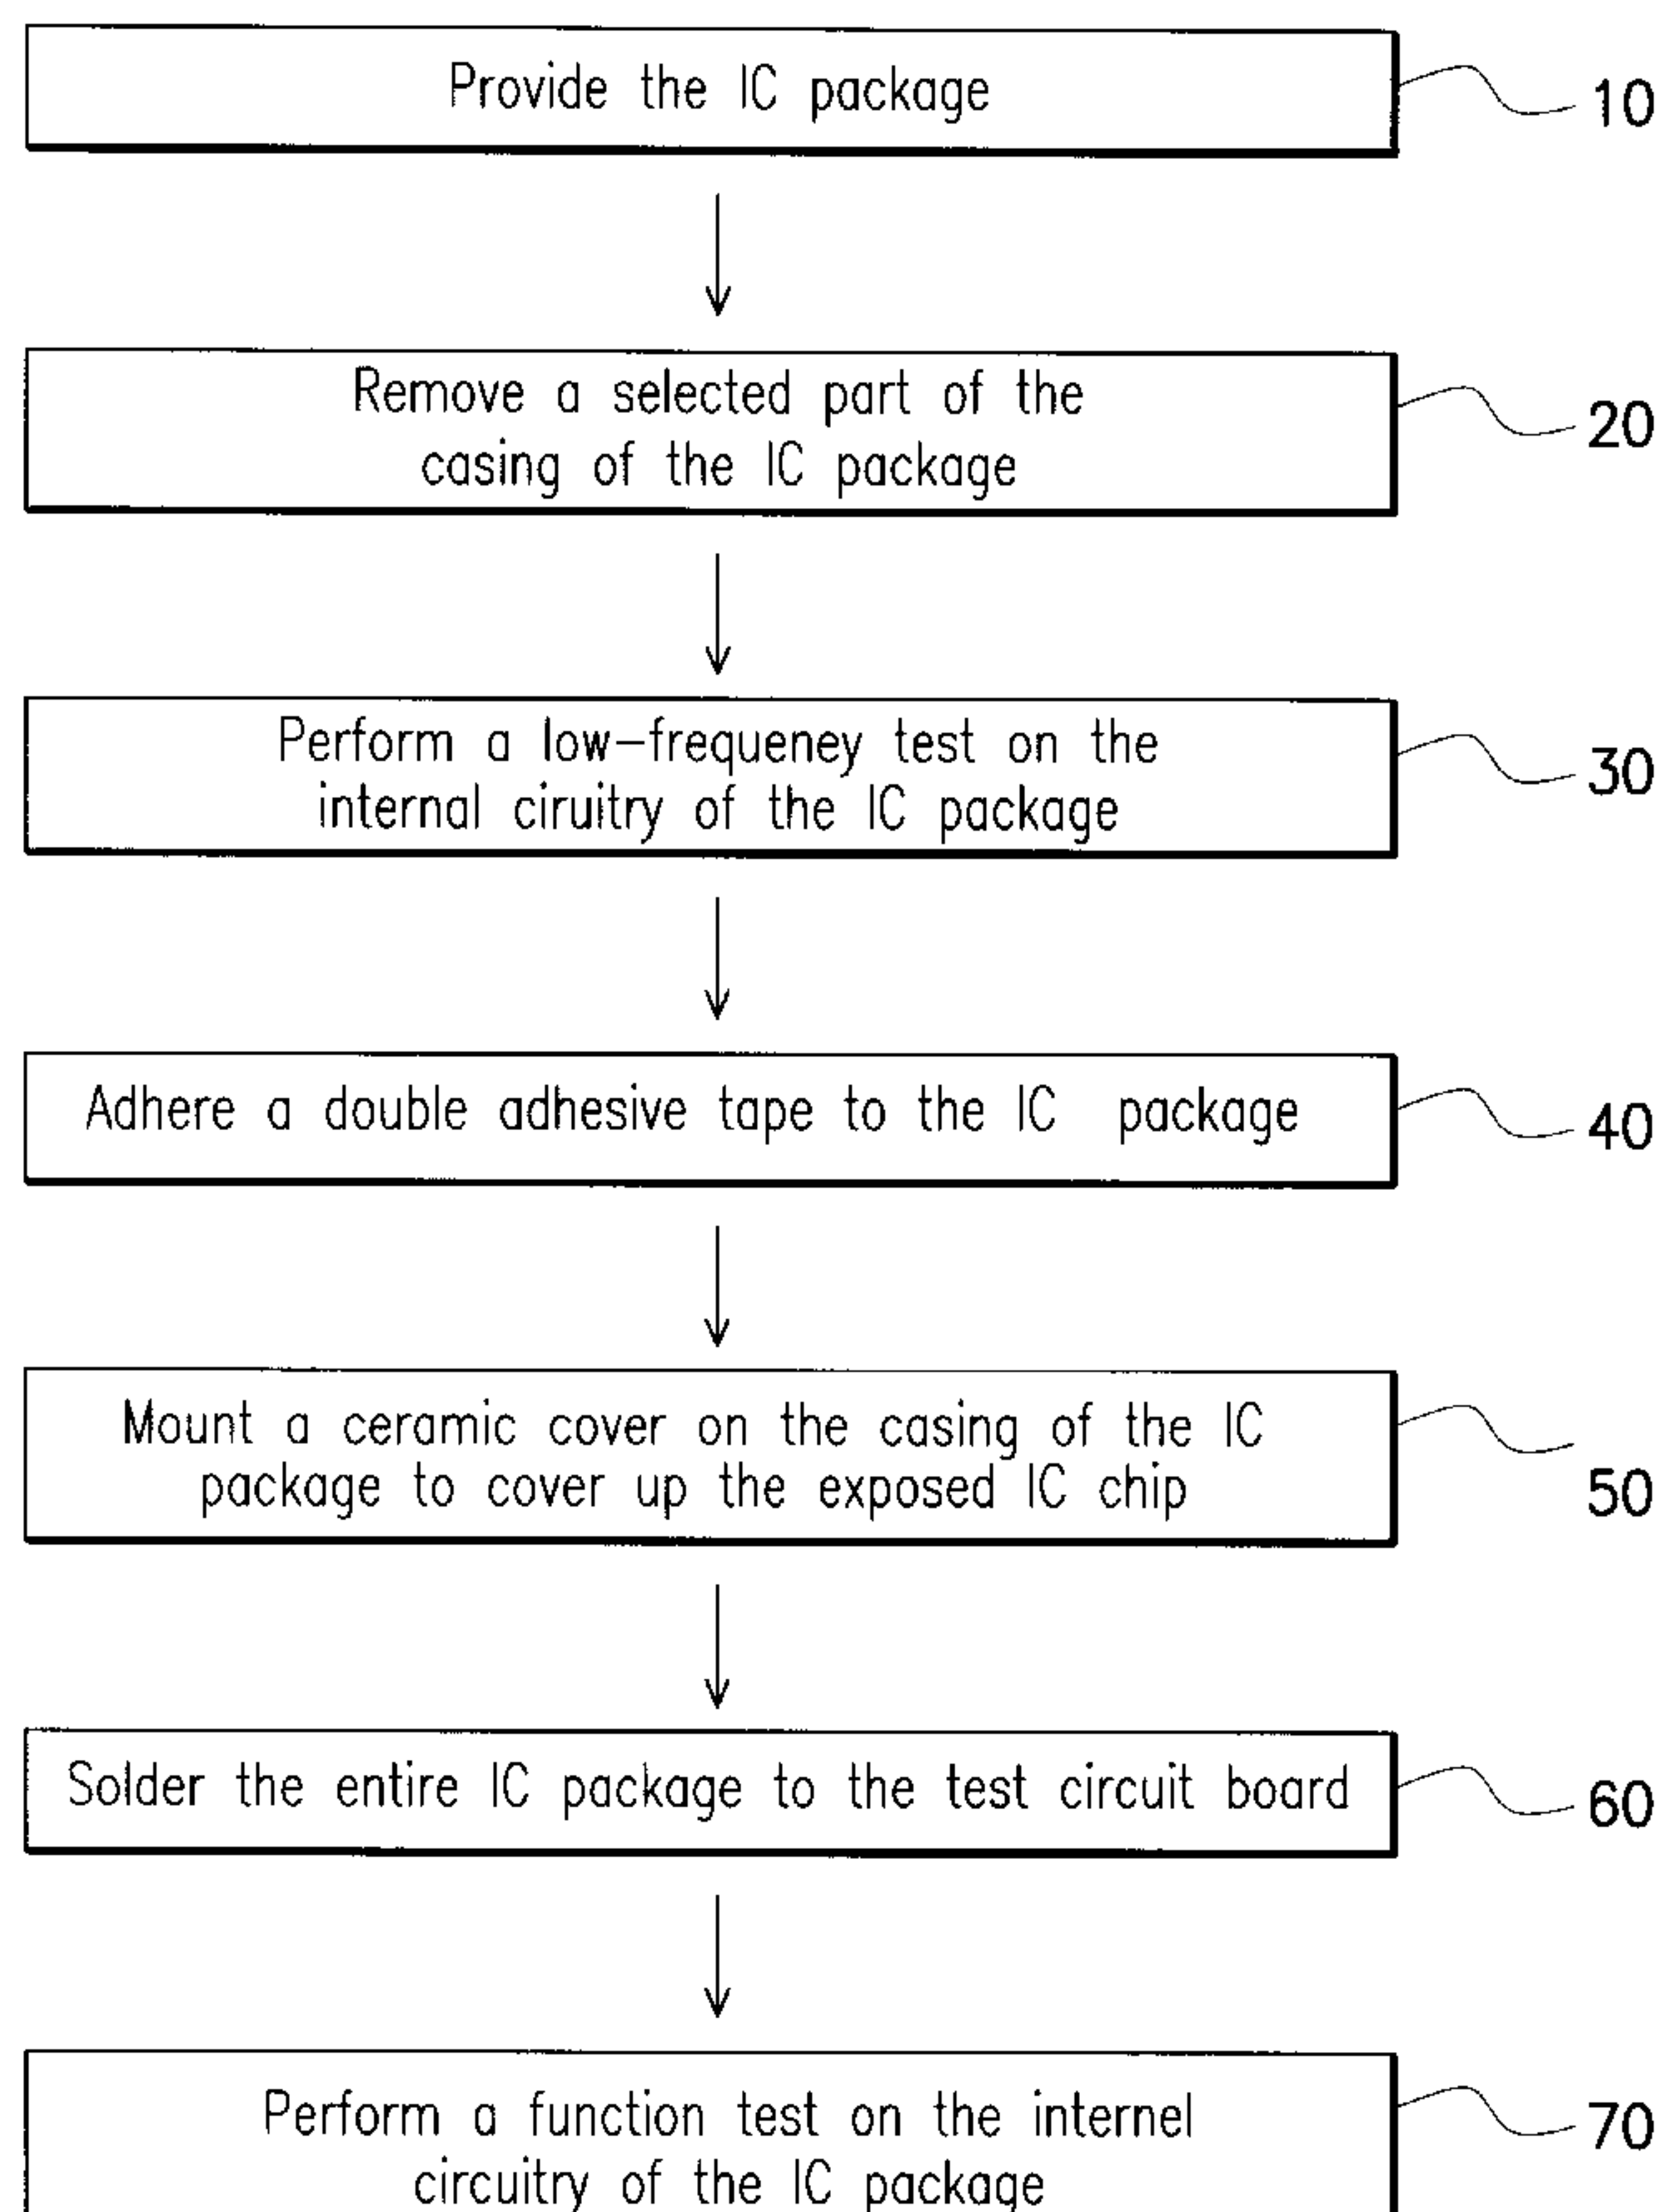 Provide the IC package
10
Remove a selected part of the
casing of the IC package
20
Perform a low-frequeney test on the
internal ciruitry of the IC package
30
Adhere a double adhesive tape to the IC package
40
Mount a ceramic cover on the casing of the IC
package to cover up the exposed IC chip
50
Solder the entire IC package to the test circuit board
60
Perform a function test on the internel
circuitry of the IC package
70